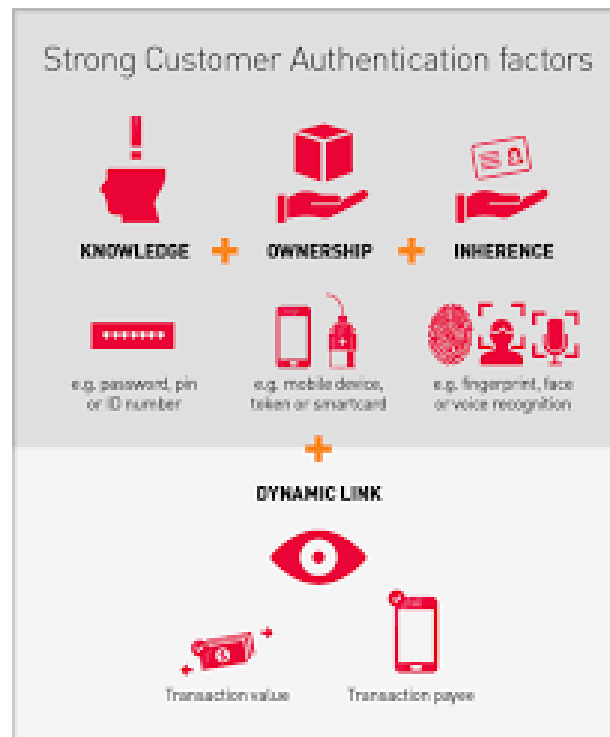 Strong Customer Authentication factors
KNOWLEDGE + OWNERSHIP + INHERENCE
e.g. password, pin
or ID number
e.g. mobile device,
token or smartcard
e.g. fingerprint, face
or voice recognition
+
DYNAMIC LINK
Transaction value
Transaction payee